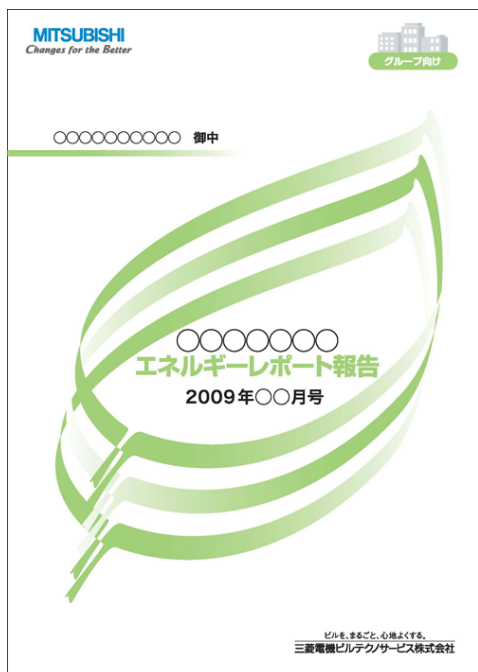 MITSUBISHI
Changes for the Better
グループ向け
○○○○○○○○○○ 御中
○○○○○○○
エネルギーレポート報告
2009年○○月号
ビルを、まるごと、心地よくする。
三菱電機ビルテクノサービス株式会社